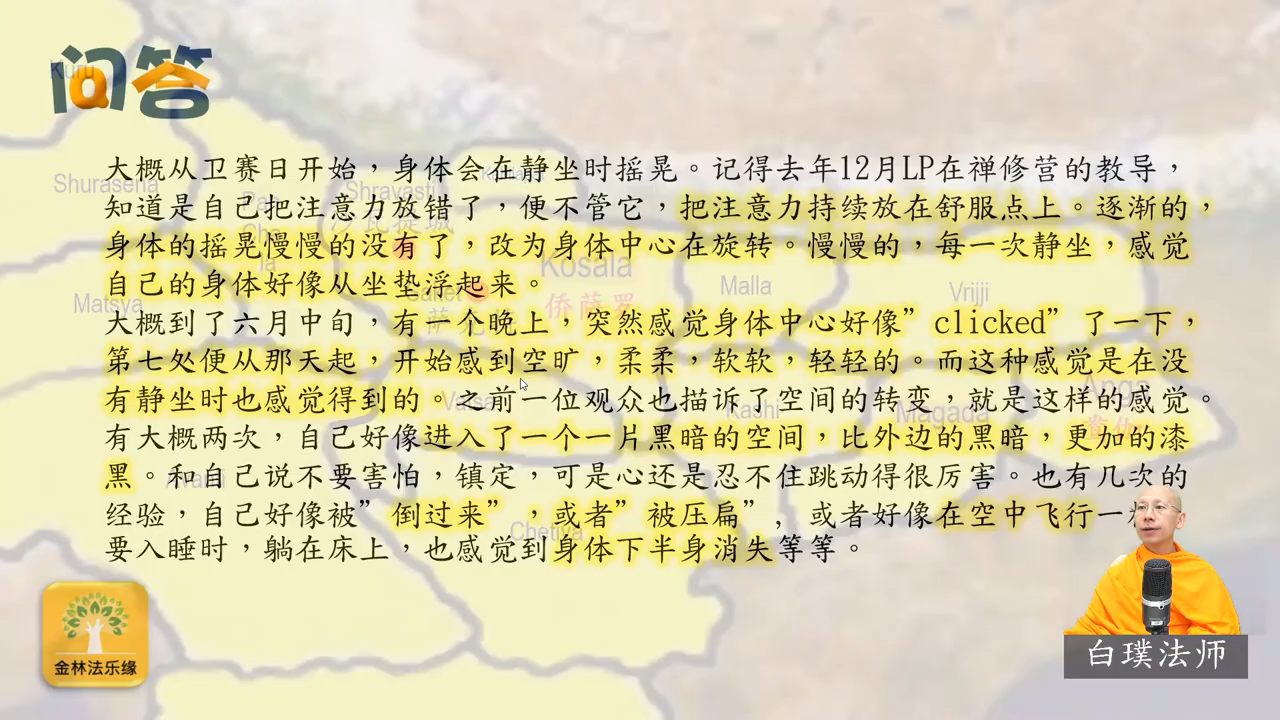 问答
Kuru
大概从卫赛日开始，身体会在静坐时摇晃。记得去年12月LP在禅修营的教导，
知道是自己把注意力放错了，便不管它，把注意力持续放在舒服点上。逐渐的，
身体的摇晃慢慢的没有了，改为身体中心在旋转。慢慢的，每一次静坐，感觉
自己的身体好像从坐垫浮起来。
大概到了六月中旬，有一个晚上，突然感觉身体中心好像”clicked”了一下，
第七处便从那天起，开始感到空旷，柔柔，软软，轻轻的。而这种感觉是在没
有静坐时也感觉得到的。之前一位观众也描诉了空间的转变，就是这样的感觉。
有大概两次，自己好像进入了一个一片黑暗的空间，比外边的黑暗，更加的漆
黑。和自己说不要害怕，镇定，可是心还是忍不住跳动得很厉害。也有几次的
经验，自己好像被”倒过来”，或者”被压扁”，或者好像在空中飞行一
要入睡时，躺在床上，也感觉到身体下半身消失等等。
Shurasena
Shravasti
Matsya
Kosala
侨萨罗
Malla
Vrijji
Vatsa
Kashi
Magada
Anga
Avanti
Chetiya
金林法乐缘
白璞法师